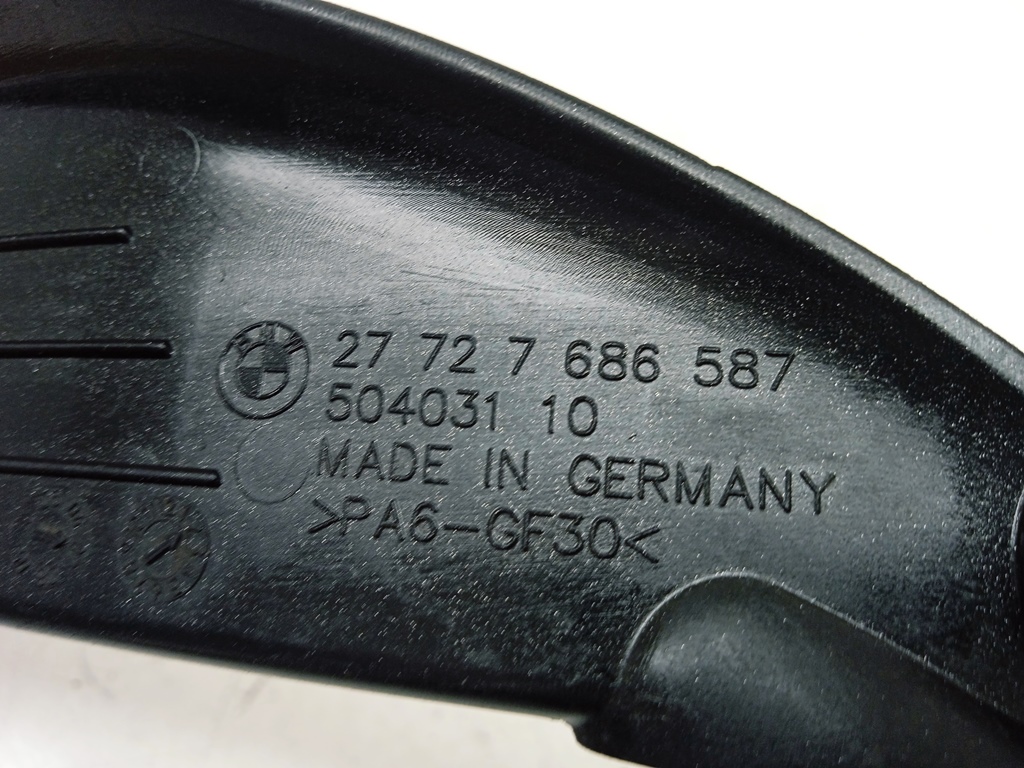 27 72 7 686 587
504031 10
MADE IN GERMANY
>PA6-GF30<